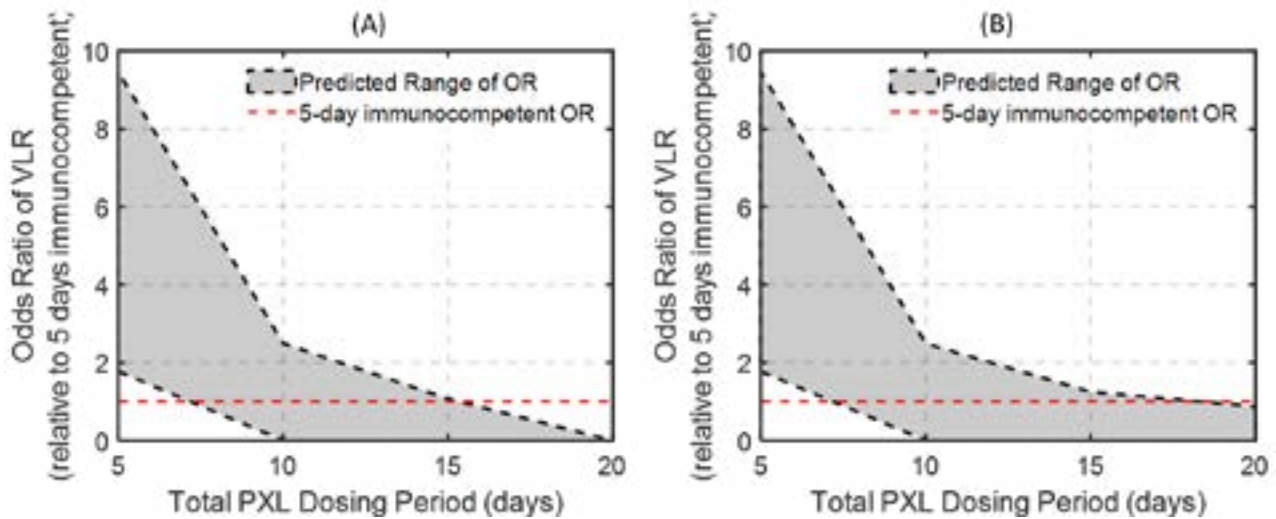 (A)
Odds Ratio of VLR
(relative to 5 days immunocompetent)
10
8
6
4
2
0
Predicted Range of OR
5-day immunocompetent OR
5
10
15
20
Total PXL Dosing Period (days)
(B)
Odds Ratio of VLR
(relative to 5 days immunocompetent)
10
8
6
4
2
0
Predicted Range of OR
5-day immunocompetent OR
5
10
15
20
Total PXL Dosing Period (days)